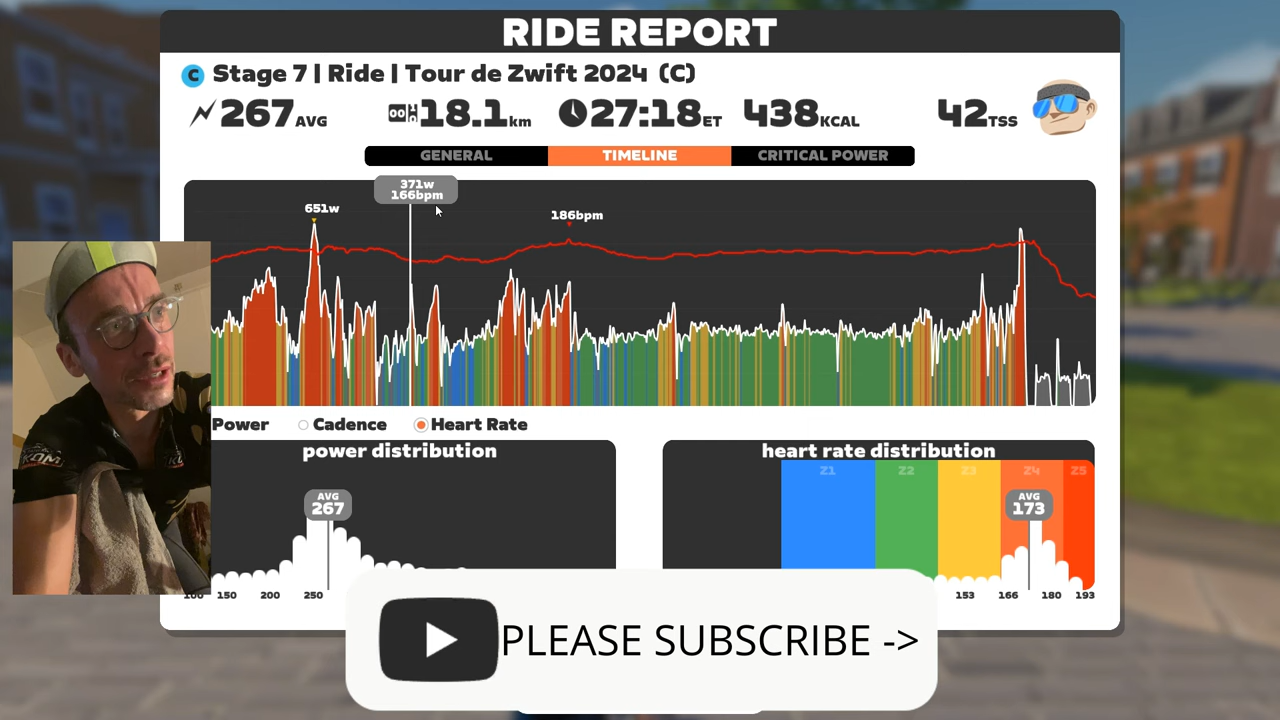 RIDE REPORT
C Stage 7 | Ride | Tour de Zwift 2024 (C)
267 AVG 18.1 km 27:18 ET 438 KCAL 42 TSS
GENERAL TIMELINE CRITICAL POWER
371w
166bpm
651w
186bpm
Power Cadence Heart Rate
power distribution
heart rate distribution
Z1 Z2 Z3 Z4 Z5
AVG
267
AVG
173
100 150 200 250
153 166 180 193
PLEASE SUBSCRIBE ->